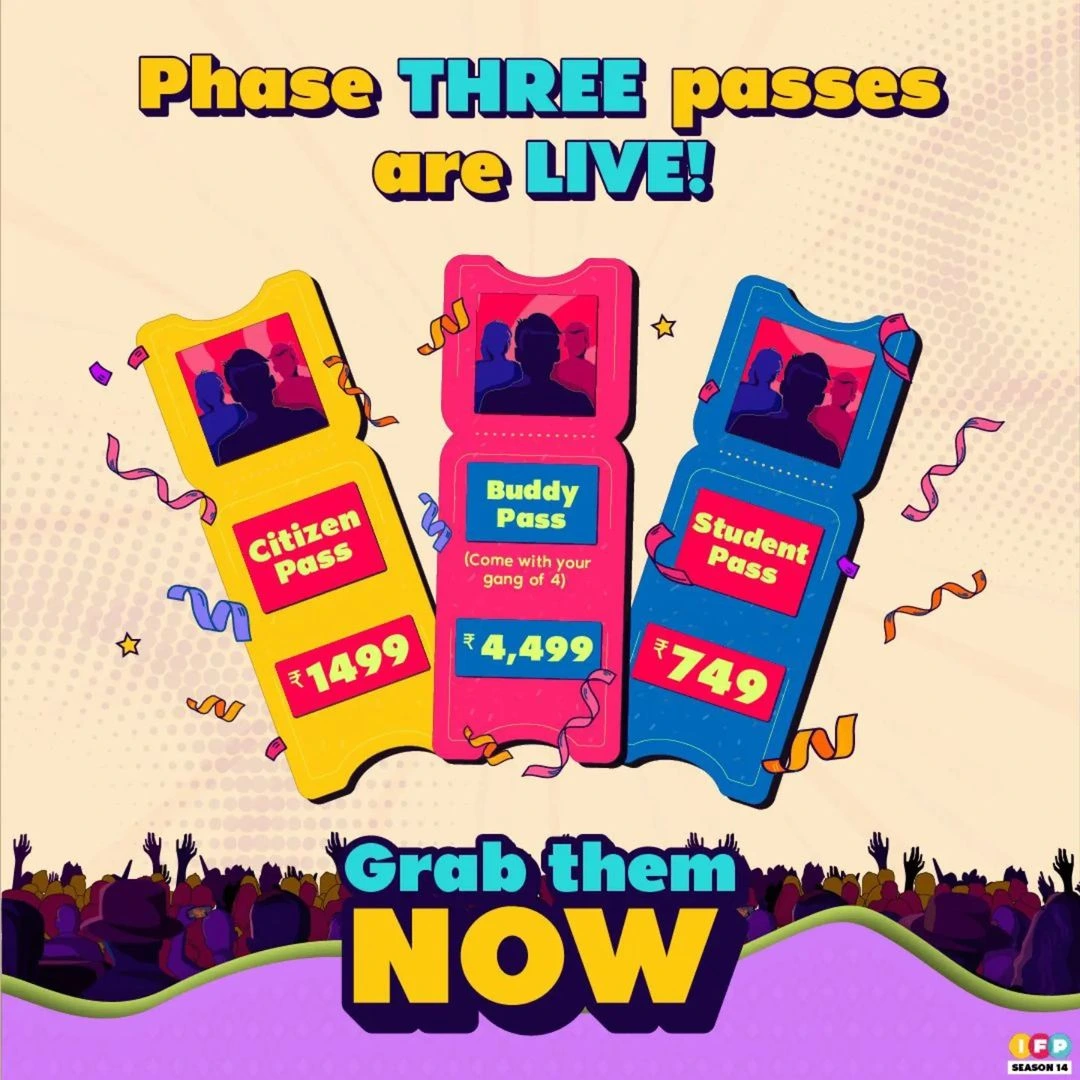 Phase THREE passes
are LIVE!
Citizen
Pass
₹1499
Buddy
Pass
(Come with your
gang of 4)
₹4,499
Student
Pass
₹749
Grab them
NOW
IFP
SEASON 14